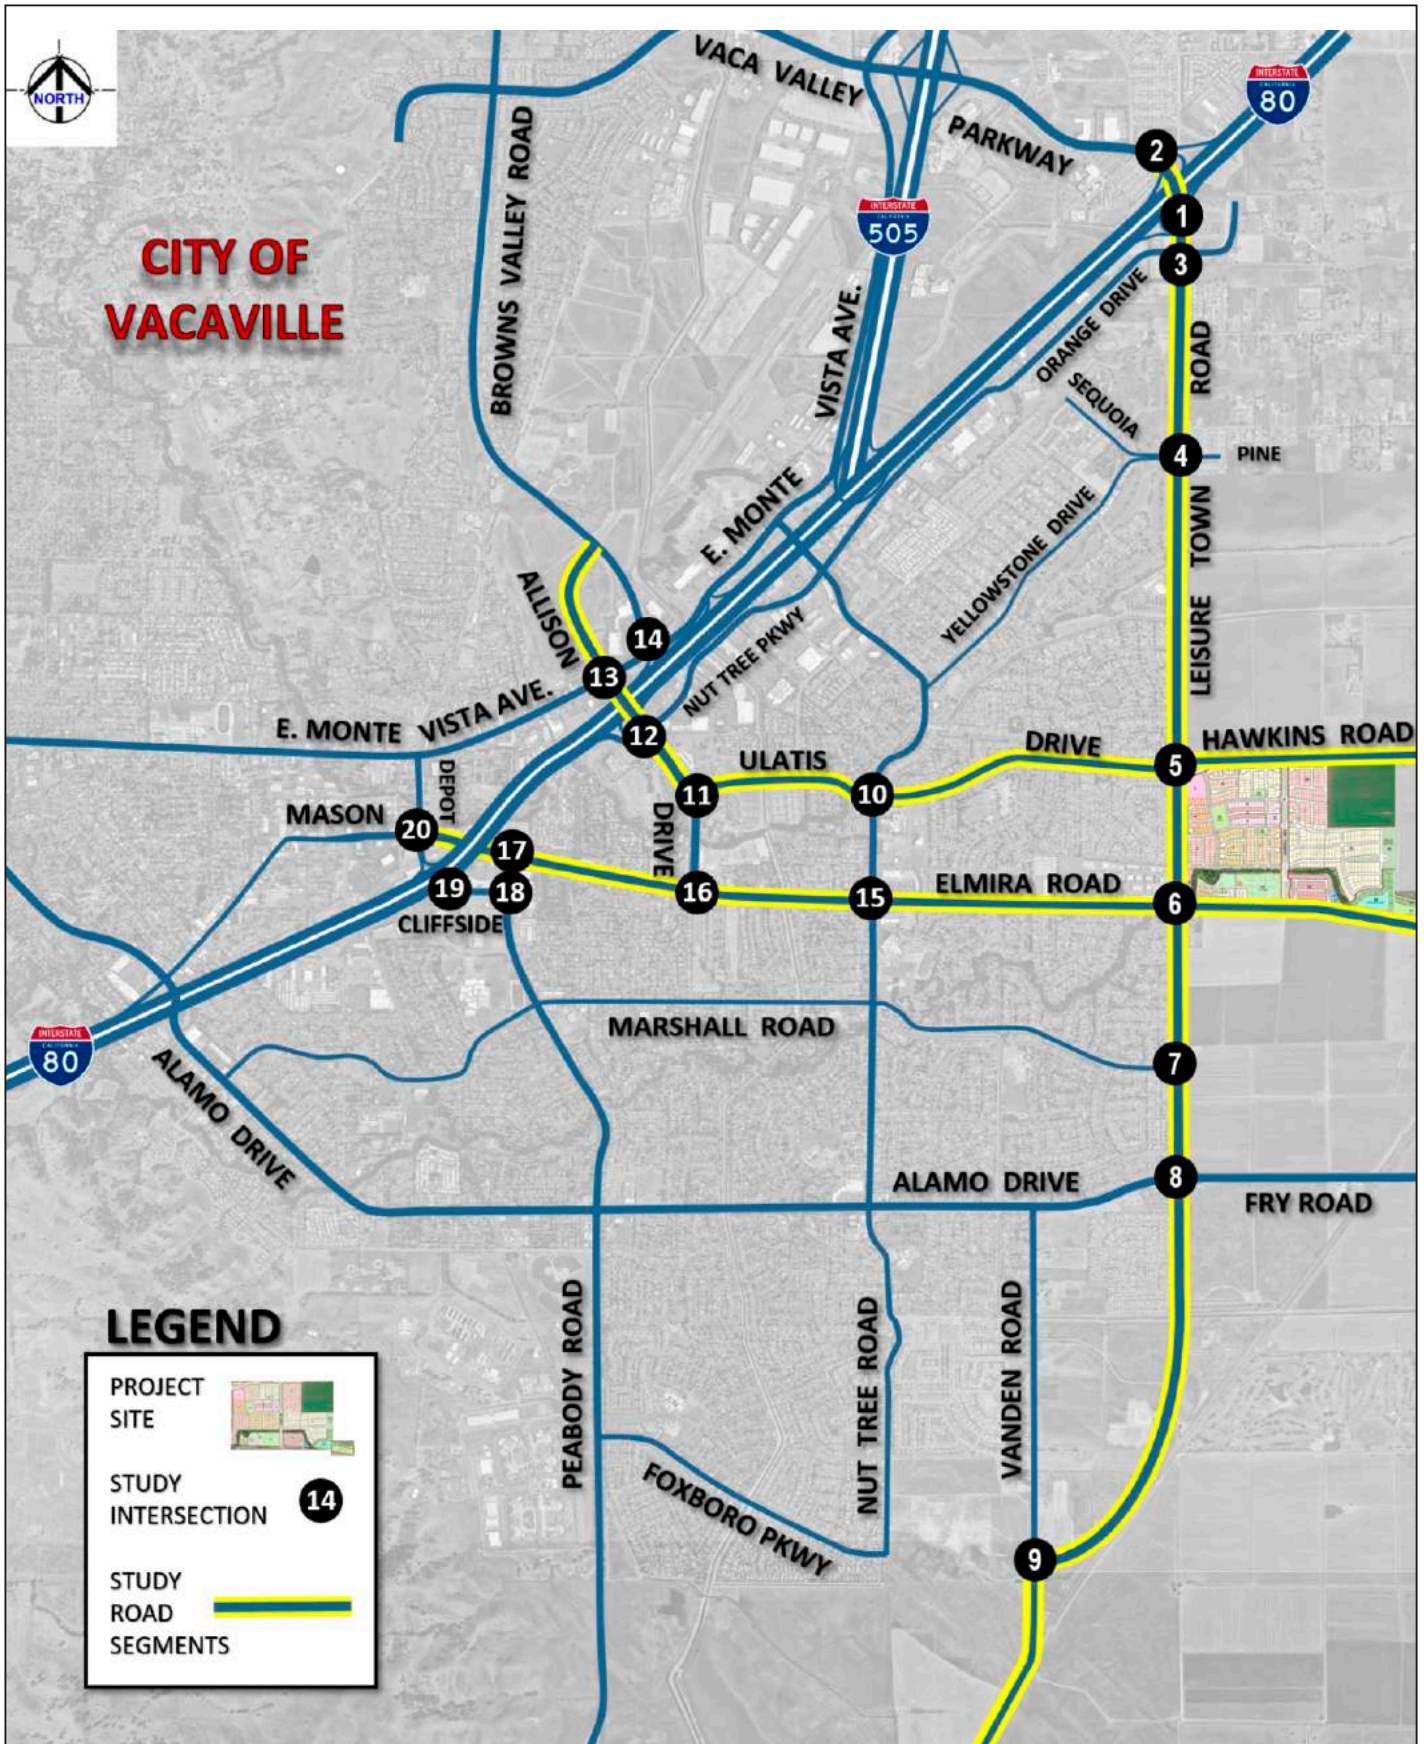 NORTH
VACA VALLEY
PARKWAY
INTERSTATE
CALIFORNIA
80
2
1
3
BROWNS VALLEY ROAD
INTERSTATE
CALIFORNIA
505
CITY OF
VACAVILLE
VISTA AVE.
ORANGE DRIVE
ROAD
SEQUOIA
4
PINE
E. MONTE
YELLOWSTONE DRIVE
TOWN
ALLISON
14
13
NUT TREE PKWY
LEISURE
E. MONTE
VISTA AVE.
12
ULATIS
DRIVE
5
HAWKINS ROAD
DEPOT
11
10
MASON
20
17
DRIVE
19
18
16
15
ELMIRA ROAD
6
CLIFFSIDE
MARSHALL ROAD
INTERSTATE
CALIFORNIA
80
7
ALAMO DRIVE
ALAMO DRIVE
8
FRY ROAD
PEABODY ROAD
NUT TREE ROAD
VANDEN ROAD
FOXBORO PKWY
9
LEGEND
PROJECT
SITE
STUDY
INTERSECTION
14
STUDY
ROAD
SEGMENTS